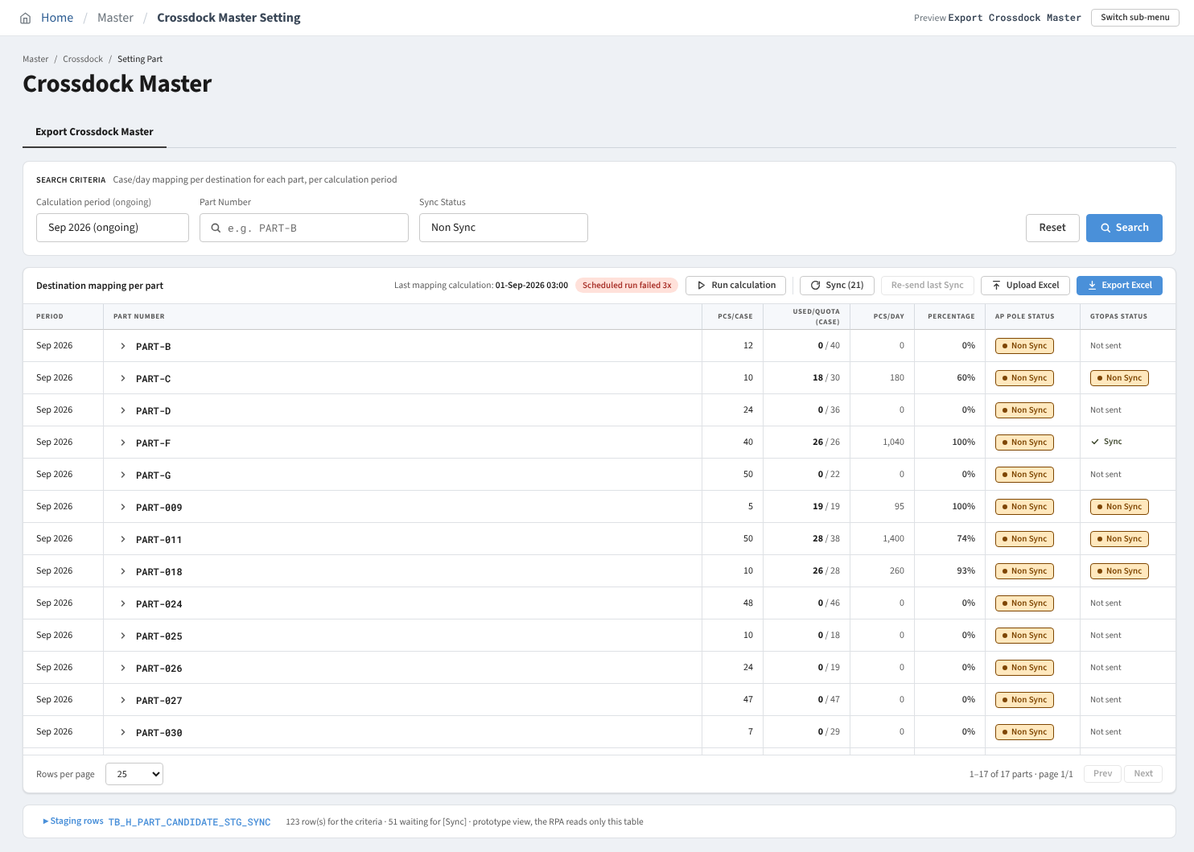 Home / Master / Crossdock Master Setting Preview Export Crossdock Master Switch sub-menu
Master / Crossdock / Setting Part
Crossdock Master
Export Crossdock Master
SEARCH CRITERIA Case/day mapping per destination for each part, per calculation period
Calculation period (ongoing) Part Number Sync Status
Sep 2026 (ongoing) e.g. PART-B Non Sync Reset Search
Destination mapping per part Last mapping calculation: 01-Sep-2026 03:00 Scheduled run failed 3x Run calculation Sync (21) Re-send last Sync Upload Excel Export Excel
PERIOD PART NUMBER PCS/CASE USED/QUOTA (CASE) PCS/DAY PERCENTAGE AP POLE STATUS GTOPAS STATUS
Sep 2026 PART-B 12 0 / 40 0 0% Non Sync Not sent
Sep 2026 PART-C 10 18 / 30 180 60% Non Sync Non Sync
Sep 2026 PART-D 24 0 / 36 0 0% Non Sync Not sent
Sep 2026 PART-F 40 26 / 26 1,040 100% Non Sync Sync
Sep 2026 PART-G 50 0 / 22 0 0% Non Sync Not sent
Sep 2026 PART-009 5 19 / 19 95 100% Non Sync Non Sync
Sep 2026 PART-011 50 28 / 38 1,400 74% Non Sync Non Sync
Sep 2026 PART-018 10 26 / 28 260 93% Non Sync Non Sync
Sep 2026 PART-024 48 0 / 46 0 0% Non Sync Not sent
Sep 2026 PART-025 10 0 / 18 0 0% Non Sync Not sent
Sep 2026 PART-026 24 0 / 19 0 0% Non Sync Not sent
Sep 2026 PART-027 47 0 / 47 0 0% Non Sync Not sent
Sep 2026 PART-030 7 0 / 29 0 0% Non Sync Not sent
Rows per page 25 1–17 of 17 parts · page 1/1 Prev Next
▸ Staging rows TB_H_PART_CANDIDATE_STG_SYNC 123 row(s) for the criteria · 51 waiting for [Sync] · prototype view, the RPA reads only this table